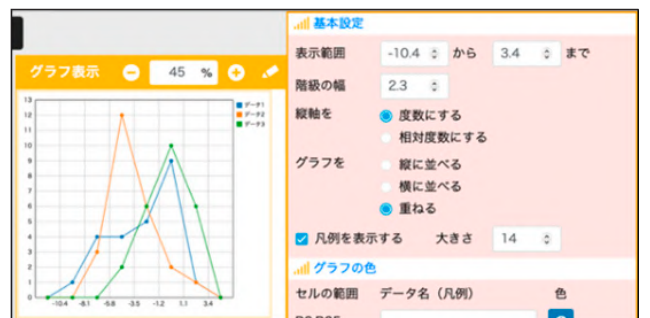 基本設定
表示範囲 -10.4 から 3.4 まで
階級の幅 2.3
縦軸を 度数にする
相対度数にする
グラフを 縦に並べる
横に並べる
重ねる
凡例を表示する 大きさ 14
グラフの色
セルの範囲 データ名（凡例） 色
グラフ表示 45 %
データ1
データ2
データ3
13
12
11
10
9
8
7
6
5
4
3
2
1
0
-10.4 -8.1 -5.8 -3.5 -1.2 1.1 3.4